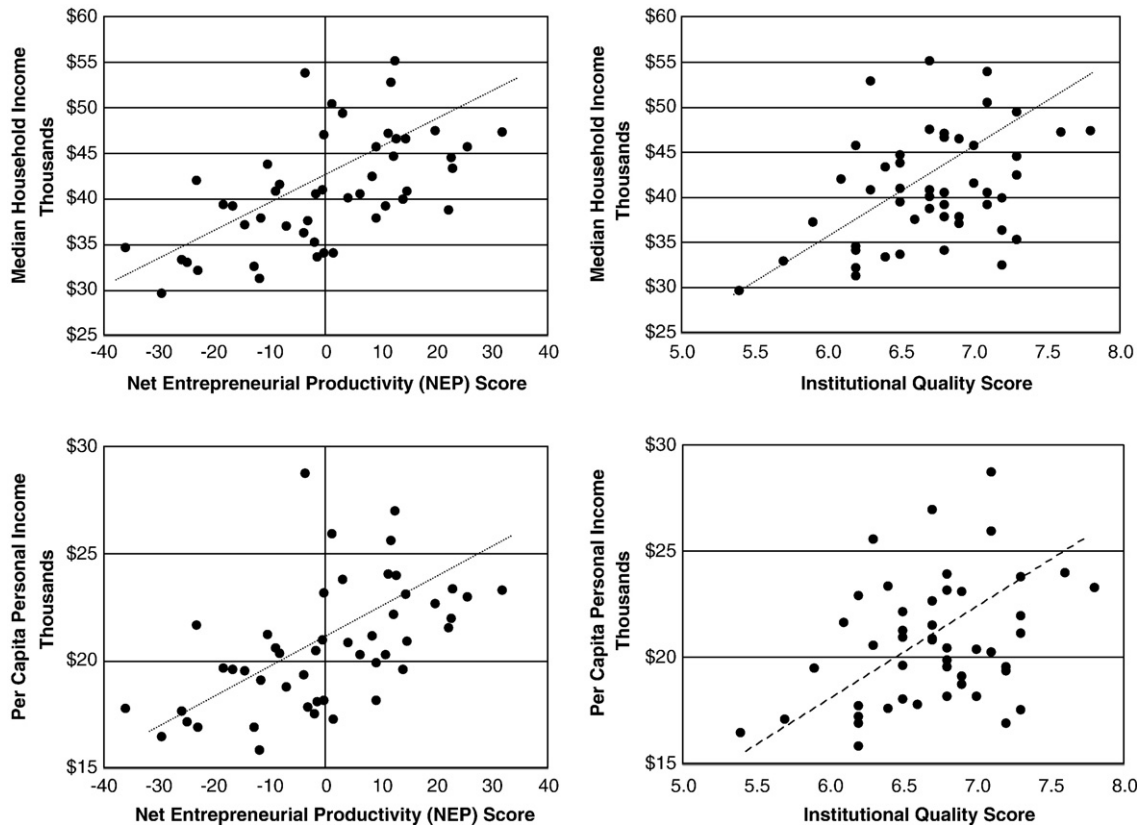 $60
$55
$50
$45
$40
$35
$30
$25
Median Household Income
Thousands
-40 -30 -20 -10 0 10 20 30 40
Net Entrepreneurial Productivity (NEP) Score
$60
$55
$50
$45
$40
$35
$30
$25
Median Household Income
Thousands
5.0 5.5 6.0 6.5 7.0 7.5 8.0
Institutional Quality Score
$30
$25
$20
$15
Per Capita Personal Income
Thousands
-40 -30 -20 -10 0 10 20 30 40
Net Entrepreneurial Productivity (NEP) Score
$30
$25
$20
$15
Per Capita Personal Income
Thousands
5.0 5.5 6.0 6.5 7.0 7.5 8.0
Institutional Quality Score